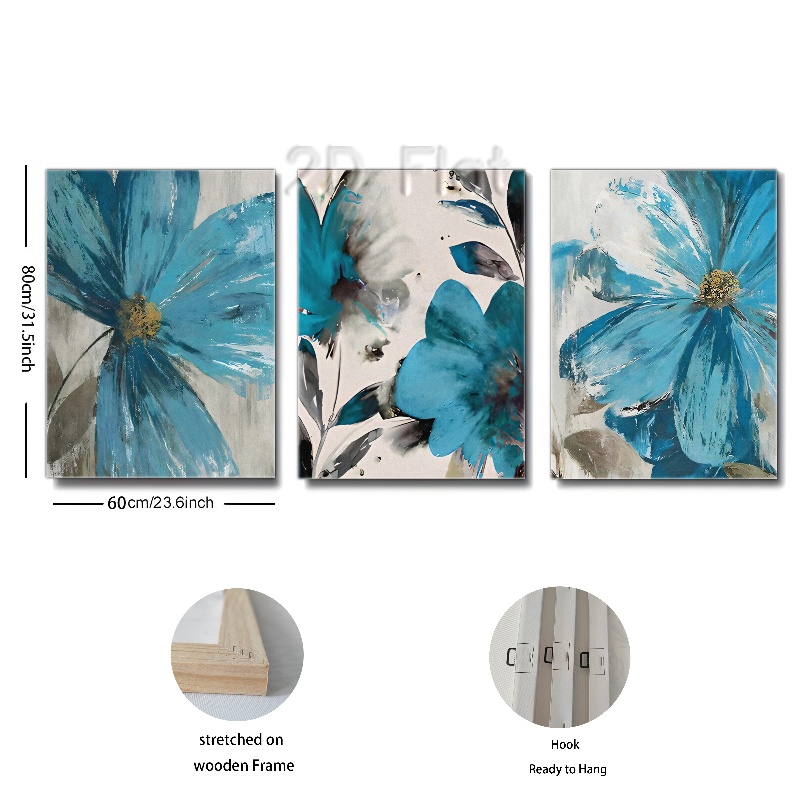 2D Flat
80cm/31.5inch
60cm/23.6inch
stretched on
wooden Frame
Hook
Ready to Hang